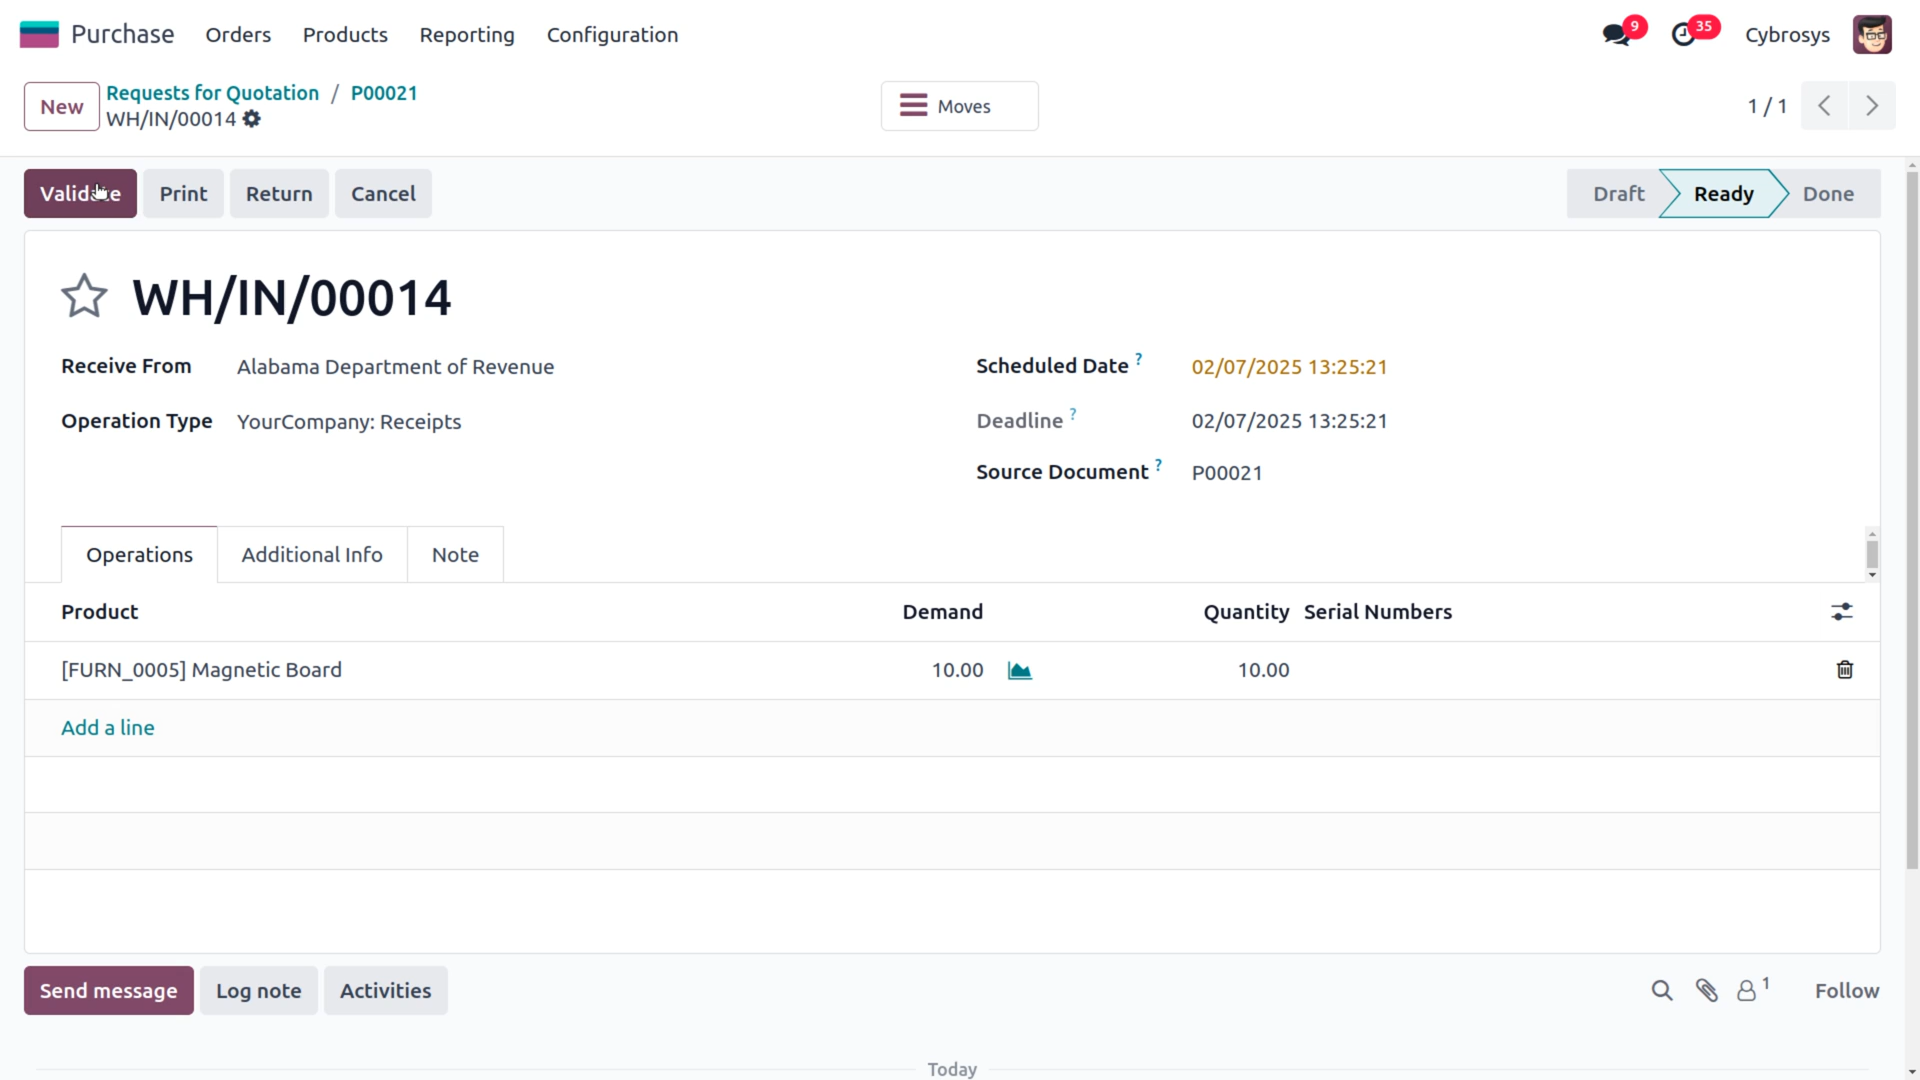 Purchase Orders Products Reporting Configuration 9 35 Cybrosys
New Requests for Quotation / P00021 Moves 1 / 1
WH/IN/00014
Validate Print Return Cancel Draft Ready Done
WH/IN/00014
Receive From Alabama Department of Revenue Scheduled Date ? 02/07/2025 13:25:21
Operation Type YourCompany: Receipts Deadline ? 02/07/2025 13:25:21
Source Document ? P00021
Operations Additional Info Note
Product Demand Quantity Serial Numbers
[FURN_0005] Magnetic Board 10.00 10.00
Add a line
Send message Log note Activities 1 Follow
Today